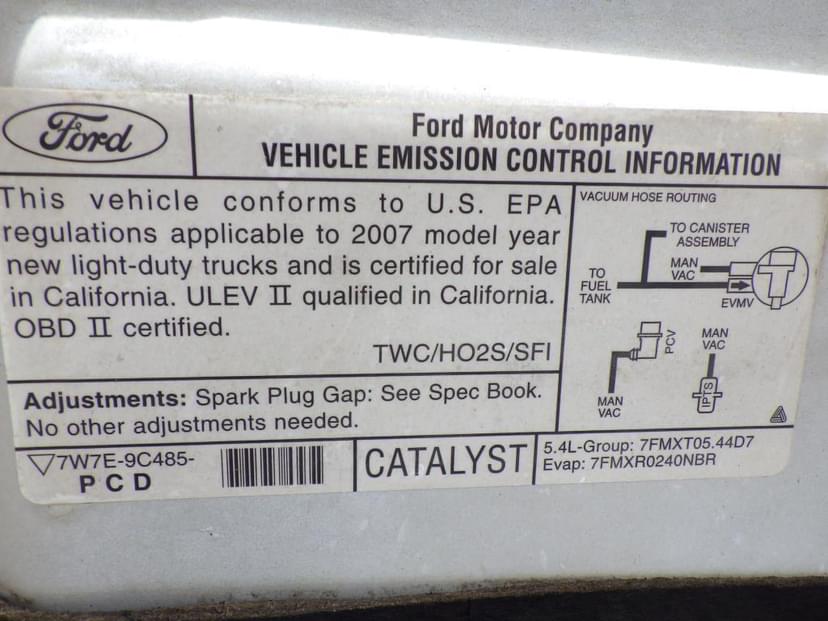 Ford
Ford Motor Company
VEHICLE EMISSION CONTROL INFORMATION
This vehicle conforms to U.S. EPA
regulations applicable to 2007 model year
new light-duty trucks and is certified for sale
in California. ULEV II qualified in California.
OBD II certified.
TWC/HO2S/SFI
VACUUM HOSE ROUTING
TO CANISTER
ASSEMBLY
MAN
VAC
TO
FUEL
TANK
EVMV
PCV
MAN
VAC
MAN
VAC
IPTS
Adjustments: Spark Plug Gap: See Spec Book.
No other adjustments needed.
7W7E-9C485-
PCD
CATALYST
5.4L-Group: 7FMXT05.44D7
Evap: 7FMXR0240NBR